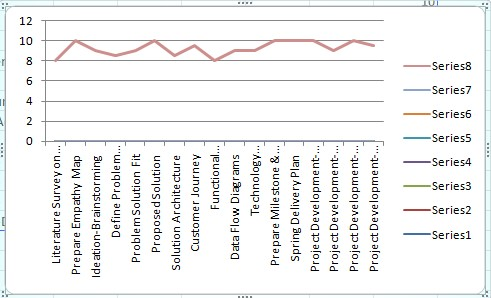 10
12
10
8
6
4
2
0
Literature Survey on...
Prepare Empathy Map
Ideation-Brainstorming
Define Problem...
Problem Solution Fit
Proposed Solution
Solution Architecture
Customer Journey
Functional...
Data Flow Diagrams
Technology...
Prepare Milestone &...
Spring Delivery Plan
Project Development-...
Project Development-...
Project Development-...
Project Development-...
Series8
Series7
Series6
Series5
Series4
Series3
Series2
Series1